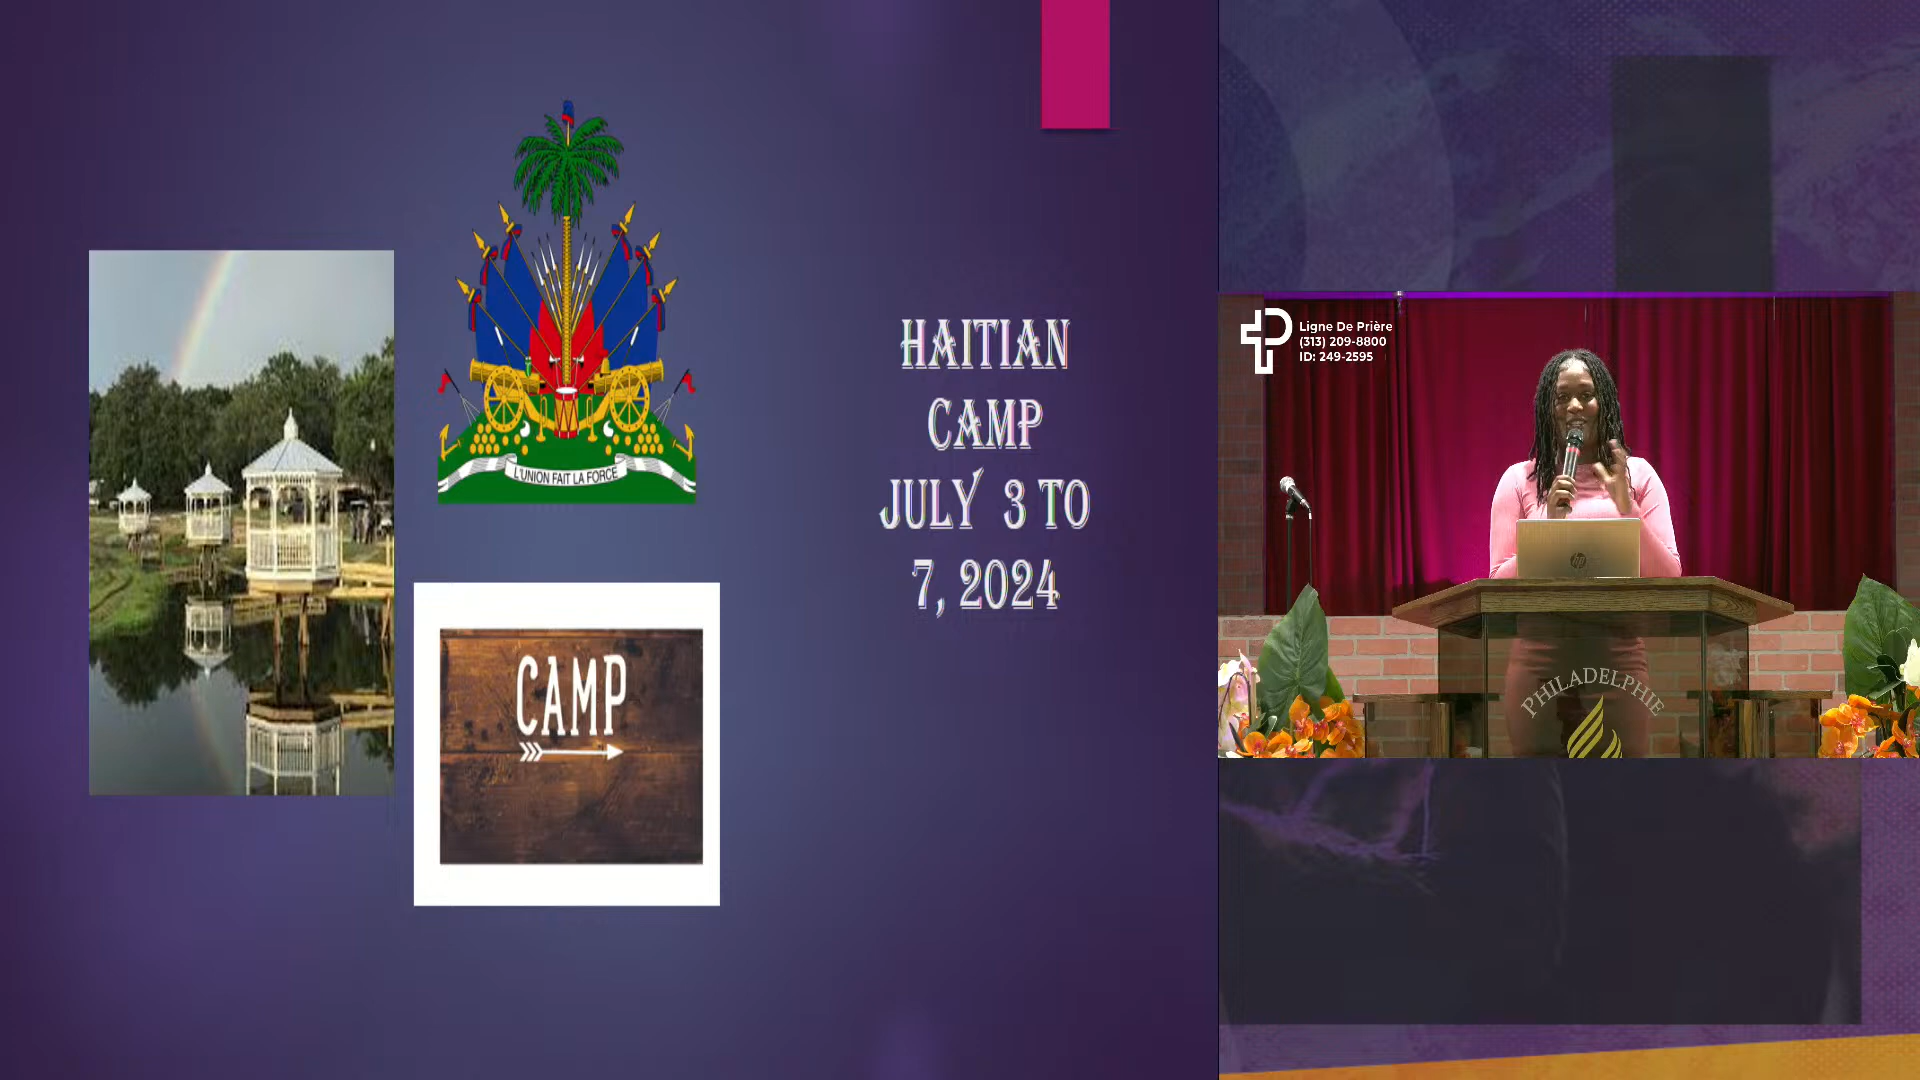 L'UNION FAIT LA FORCE
CAMP
HAITIAN
CAMP
JULY 3 TO
7, 2024
Ligne De Prière
(313) 209-8800
ID: 249-2595
hp
PHILADELPHIE